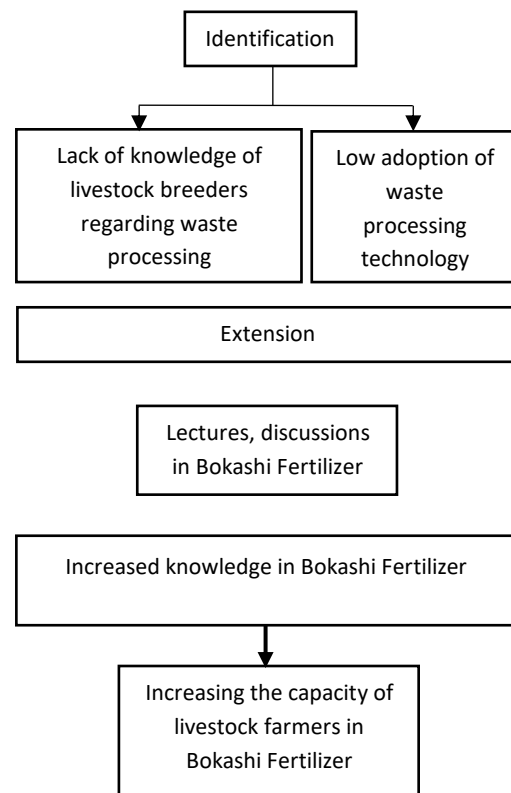 Identification
Lack of knowledge of
livestock breeders
regarding waste
processing
Low adoption of
waste
processing
technology
Extension
Lectures, discussions
in Bokashi Fertilizer
Increased knowledge in Bokashi Fertilizer
Increasing the capacity of
livestock farmers in
Bokashi Fertilizer